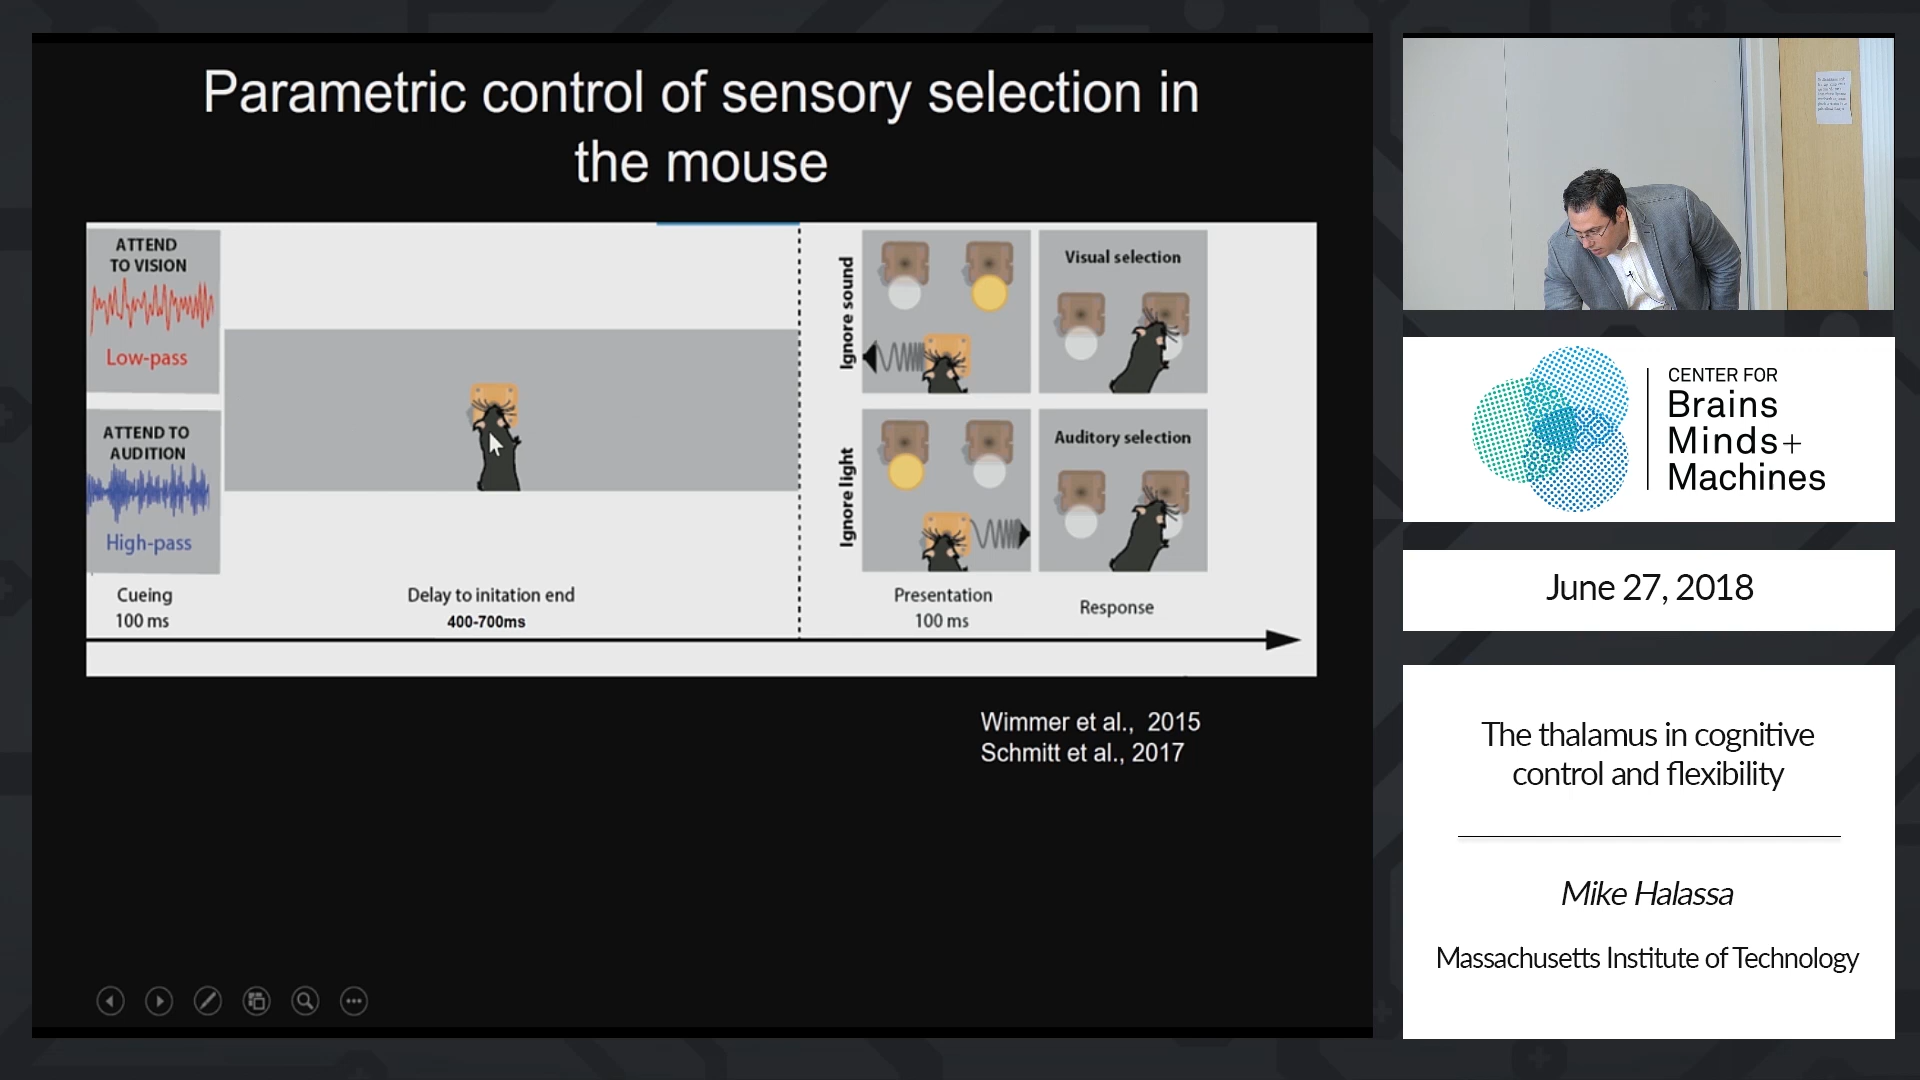 Parametric control of sensory selection in
the mouse
ATTEND
TO VISION
Low-pass
ATTEND TO
AUDITION
High-pass
Cueing
100 ms
Delay to initation end
400-700ms
Ignore sound
Ignore light
Visual selection
Auditory selection
Presentation
100 ms
Response
Wimmer et al., 2015
Schmitt et al., 2017
CENTER FOR
Brains
Minds+
Machines
June 27, 2018
The thalamus in cognitive
control and flexibility
Mike Halassa
Massachusetts Institute of Technology